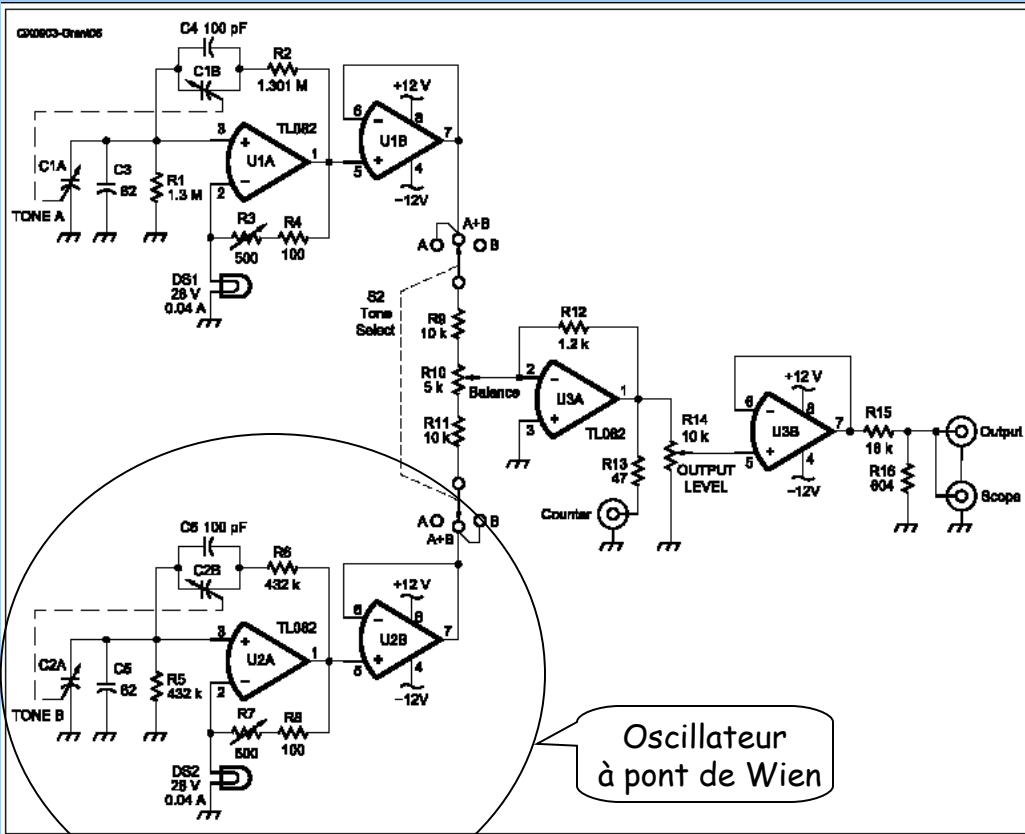 C4 100 pF
C1B
R2
1.301 M
+12 V
6
8
7
U1B
5
4
−12V
TL082
3
1
U1A
2
C1A
C3
82
R1
1.3 M
TONE A
R3
500
R4
100
DS1
28 V
0.04 A
A+B
A
B
S2
Tone
Select
R9
10 k
R10
5 k
Balance
R11
10 k
R12
1.2 k
2
1
U3A
3
TL082
R13
47
Counter
R14
10 k
OUTPUT
LEVEL
+12 V
6
8
7
U3B
5
4
−12V
R15
18 k
R16
604
Output
Scope
A
B
A+B
C6 100 pF
C2B
R6
432 k
+12 V
6
8
7
U2B
5
4
−12V
TL082
3
1
U2A
2
C2A
C5
82
R5
432 k
TONE B
R7
500
R8
100
DS2
28 V
0.04 A
Oscillateur
à pont de Wien